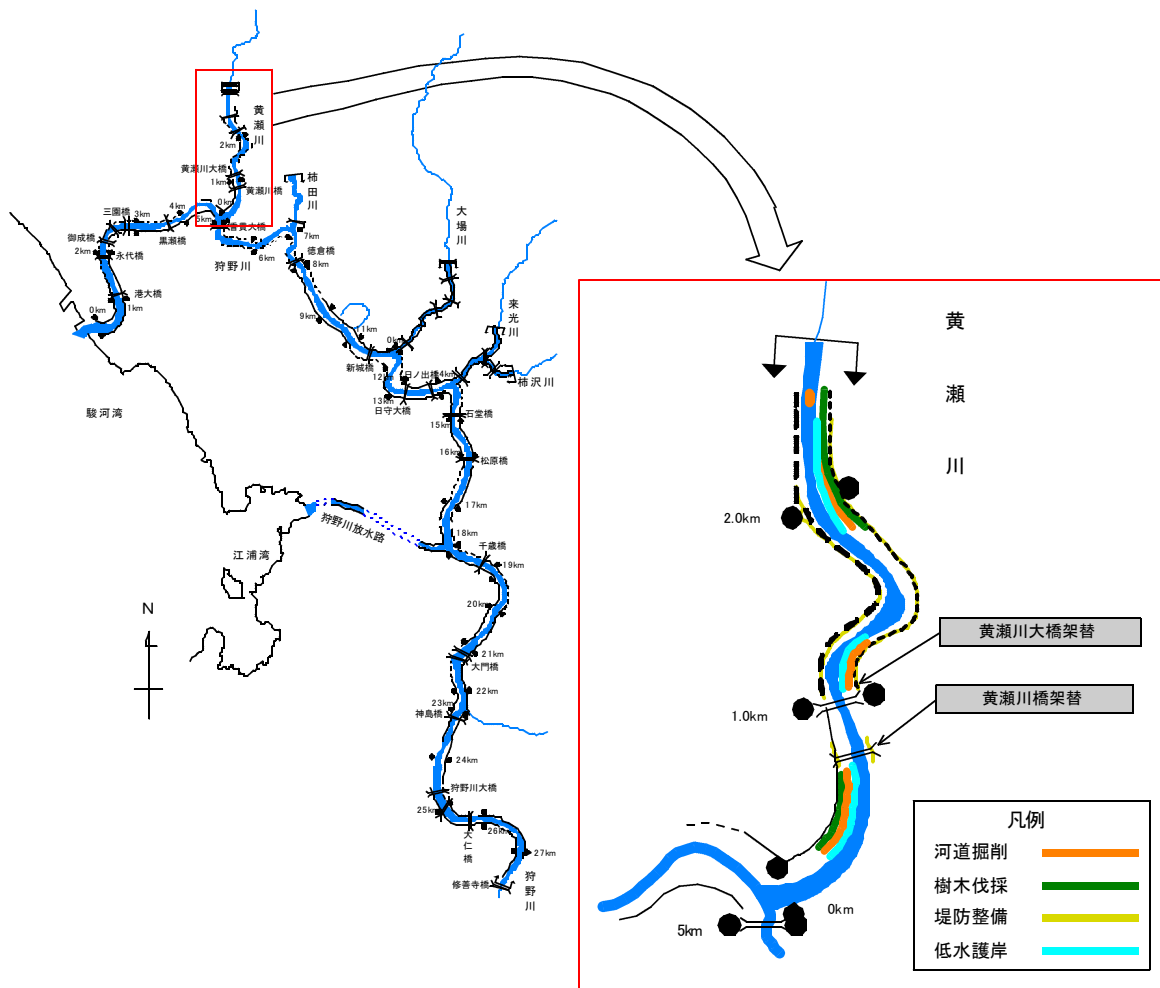 黄瀬川
2km
黄瀬川大橋
1km
黄瀬川橋
0km
柿田川
三園橋
3km
4km
5km
香貫大橋
御成橋
黒瀬橋
2km
永代橋
狩野川
6km
7km
徳倉橋
8km
港大橋
0km
1km
9km
11km
0km
大場川
来光川
新城橋
12km
日ノ出橋
14km
柿沢川
13km
日守大橋
石堂橋
15km
駿河湾
16km
松原橋
17km
18km
狩野川放水路
千歳橋
19km
江浦湾
20km
N
21km
大門橋
22km
23km
神島橋
24km
狩野川大橋
25km
大仁橋
26km
27km
修善寺橋
狩野川
黄瀬川
2.0km
黄瀬川大橋架替
黄瀬川橋架替
1.0km
0km
5km
凡例
河道掘削
樹木伐採
堤防整備
低水護岸